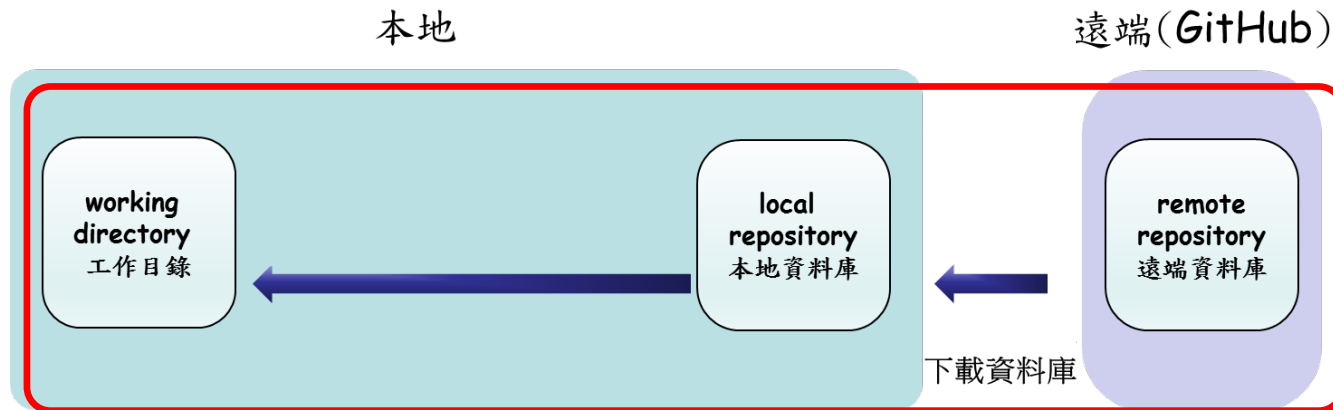 本地
遠端(GitHub)
working
directory
工作目錄
local
repository
本地資料庫
remote
repository
遠端資料庫
下載資料庫